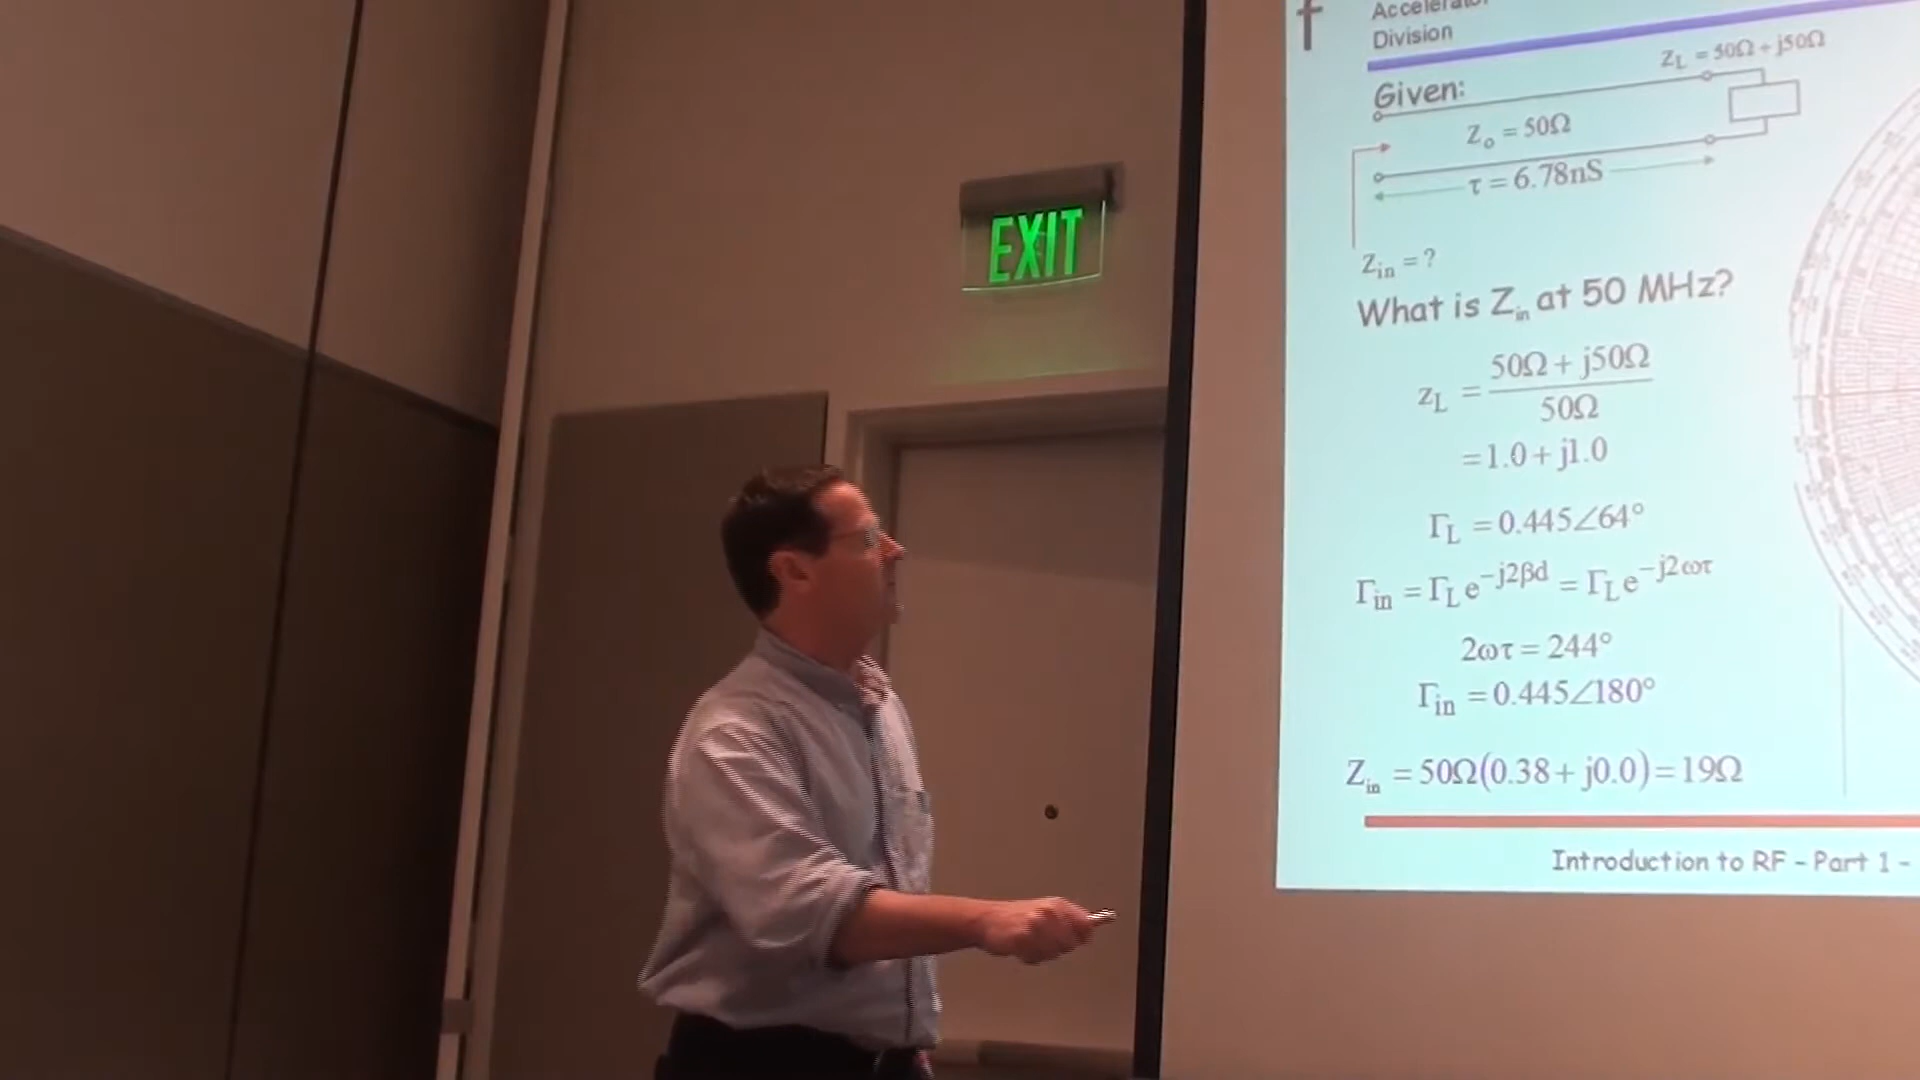 Accelerator
Division
Z_L = 50Ω + j50Ω
Given:
Z_o = 50Ω
τ = 6.78nS
Z_in = ?
What is Z_in at 50 MHz?
z_L = (50Ω + j50Ω) / 50Ω
=1.0 + j1.0
Γ_L = 0.445∠64°
Γ_in = Γ_L e^(-j2βd) = Γ_L e^(-j2ωτ)
2ωτ = 244°
Γ_in = 0.445∠180°
Z_in = 50Ω(0.38 + j0.0) = 19Ω
Introduction to RF - Part 1 -
EXIT